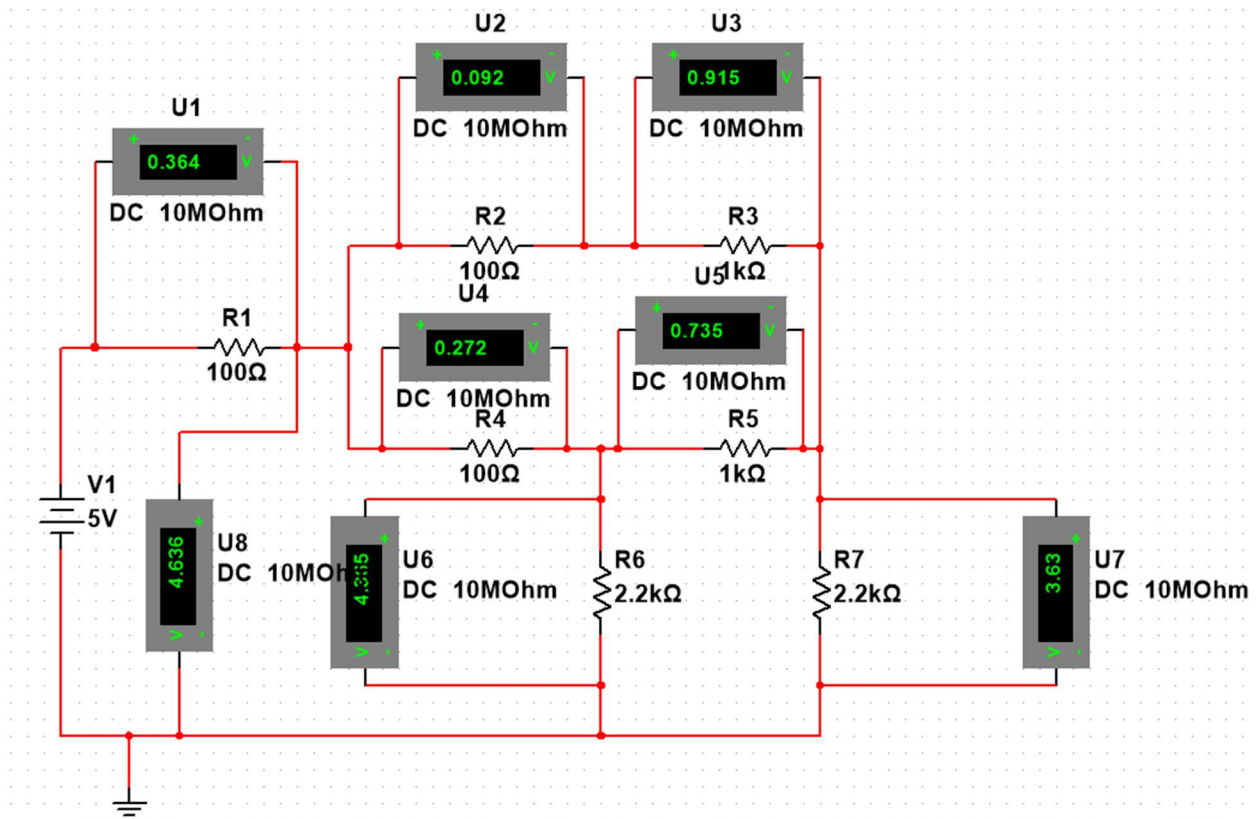 U2
U3
+ -
0.092 V
+ -
0.915 V
DC 10MOhm
DC 10MOhm
U1
+ -
0.364 V
DC 10MOhm
R2
100Ω
R3
1kΩ
U4
U5
+ -
0.272 V
DC 10MOhm
+ -
0.735 V
DC 10MOhm
R1
100Ω
R4
100Ω
R5
1kΩ
V1
5V
+
4.636
V -
U8
DC 10MOh
+
V -
U6
DC 10MOhm
R6
2.2kΩ
R7
2.2kΩ
+
3.63
V -
U7
DC 10MOhm